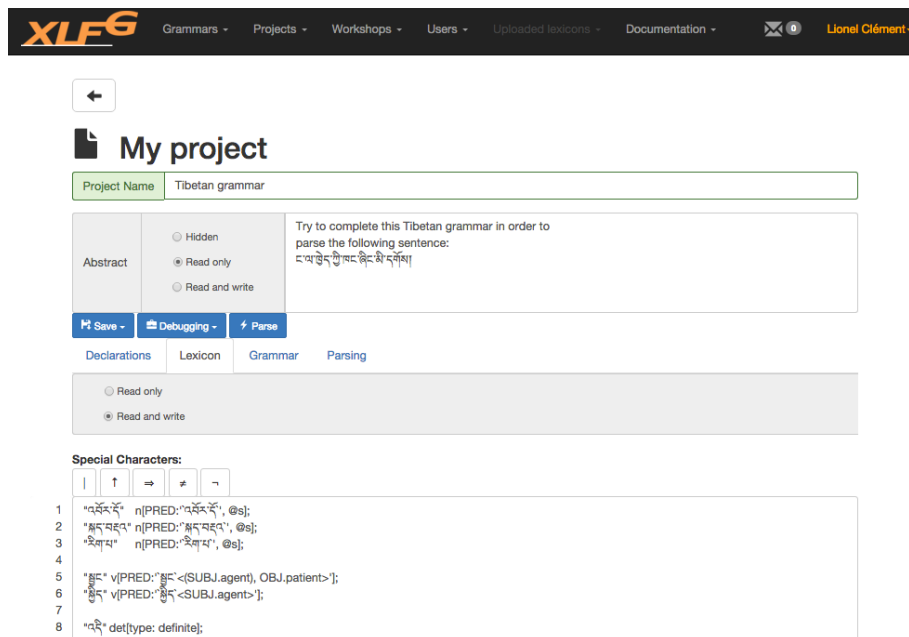 XLFG Grammars Projects Workshops Users Uploaded lexicons Documentation 0 Lionel Clément
My project
Project Name Tibetan grammar
Abstract
Hidden
Read only
Read and write
Try to complete this Tibetan grammar in order to
parse the following sentence:
ང་ལ་ཁྱེད་ཀྱི་ཁང་ཞིང་མི་དགོས།
Save Debugging Parse
Declarations Lexicon Grammar Parsing
Read only
Read and write
Special Characters:
| ↑ ⇒ ≠ ¬
1 "འབོར་དོ" n[PRED:'འབོར་དོ', @s];
2 "སྐད་བརྡའ" n[PRED:'སྐད་བརྡའ', @s];
3 "རིག་པ" n[PRED:'རིག་པ', @s];
4
5 "སྦྱང" v[PRED:'སྦྱང<(SUBJ.agent), OBJ.patient>'];
6 "སྐྱིད" v[PRED:'སྐྱིད<SUBJ.agent>'];
7
8 "འདི" det[type: definite];